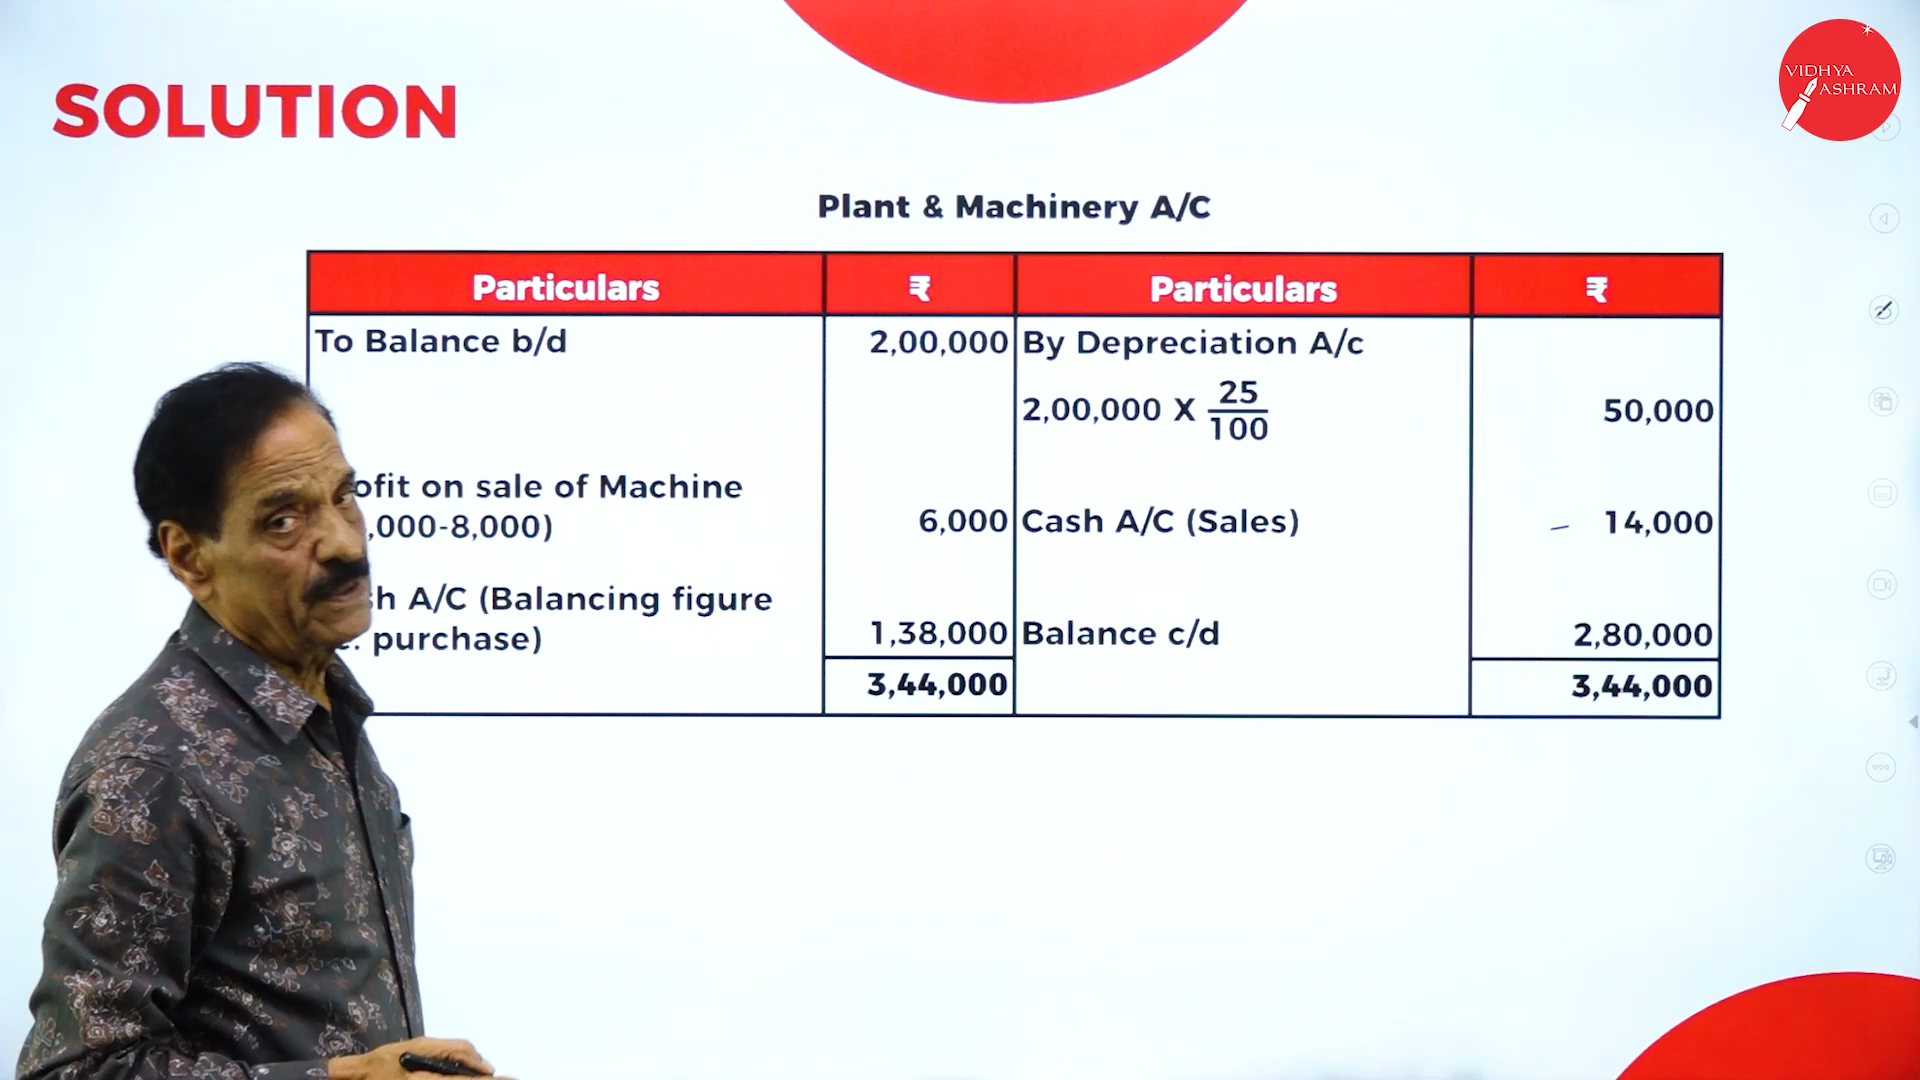 SOLUTION
VIDHYA
ASHRAM
Plant & Machinery A/C
Particulars ₹ Particulars ₹
To Balance b/d 2,00,000 By Depreciation A/c
2,00,000 X 25/100 50,000
ofit on sale of Machine
,000-8,000) 6,000 Cash A/C (Sales) 14,000
h A/C (Balancing figure
. purchase) 1,38,000 Balance c/d 2,80,000
3,44,000 3,44,000